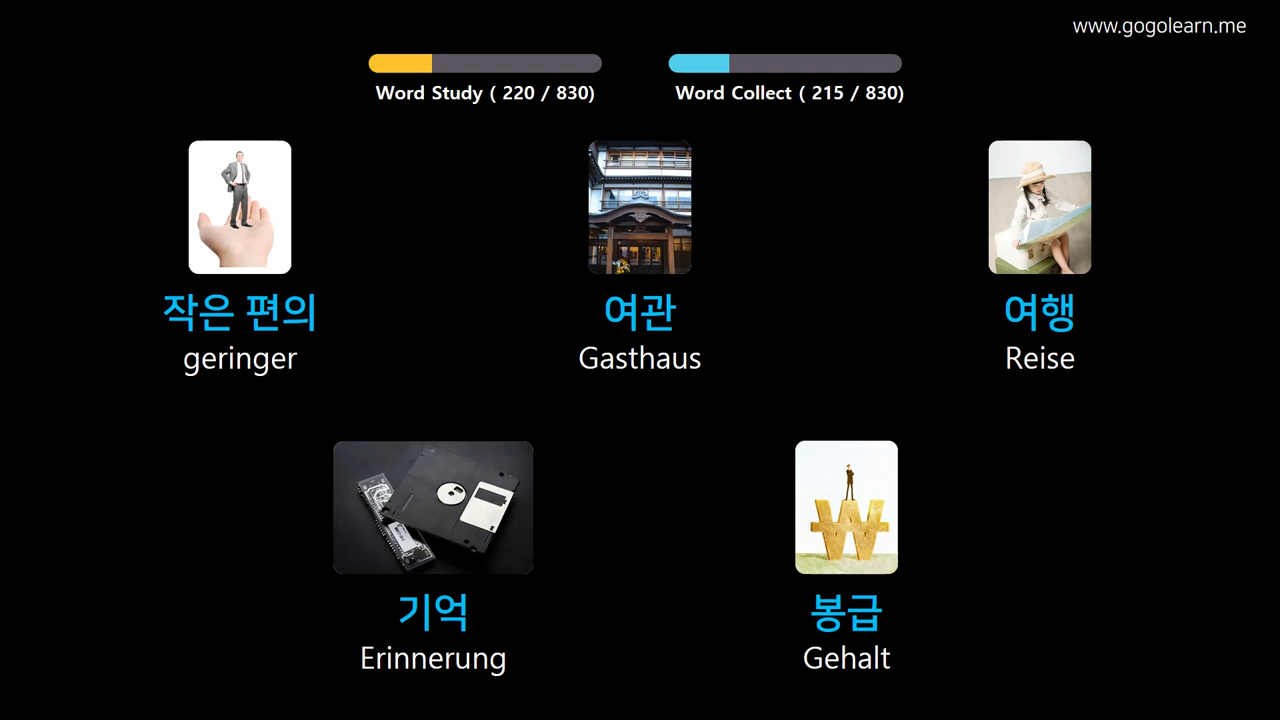 www.gogolearn.me
Word Study ( 220 / 830)
Word Collect ( 215 / 830)
작은 편의
geringer
여관
Gasthaus
여행
Reise
기억
Erinnerung
봉급
Gehalt